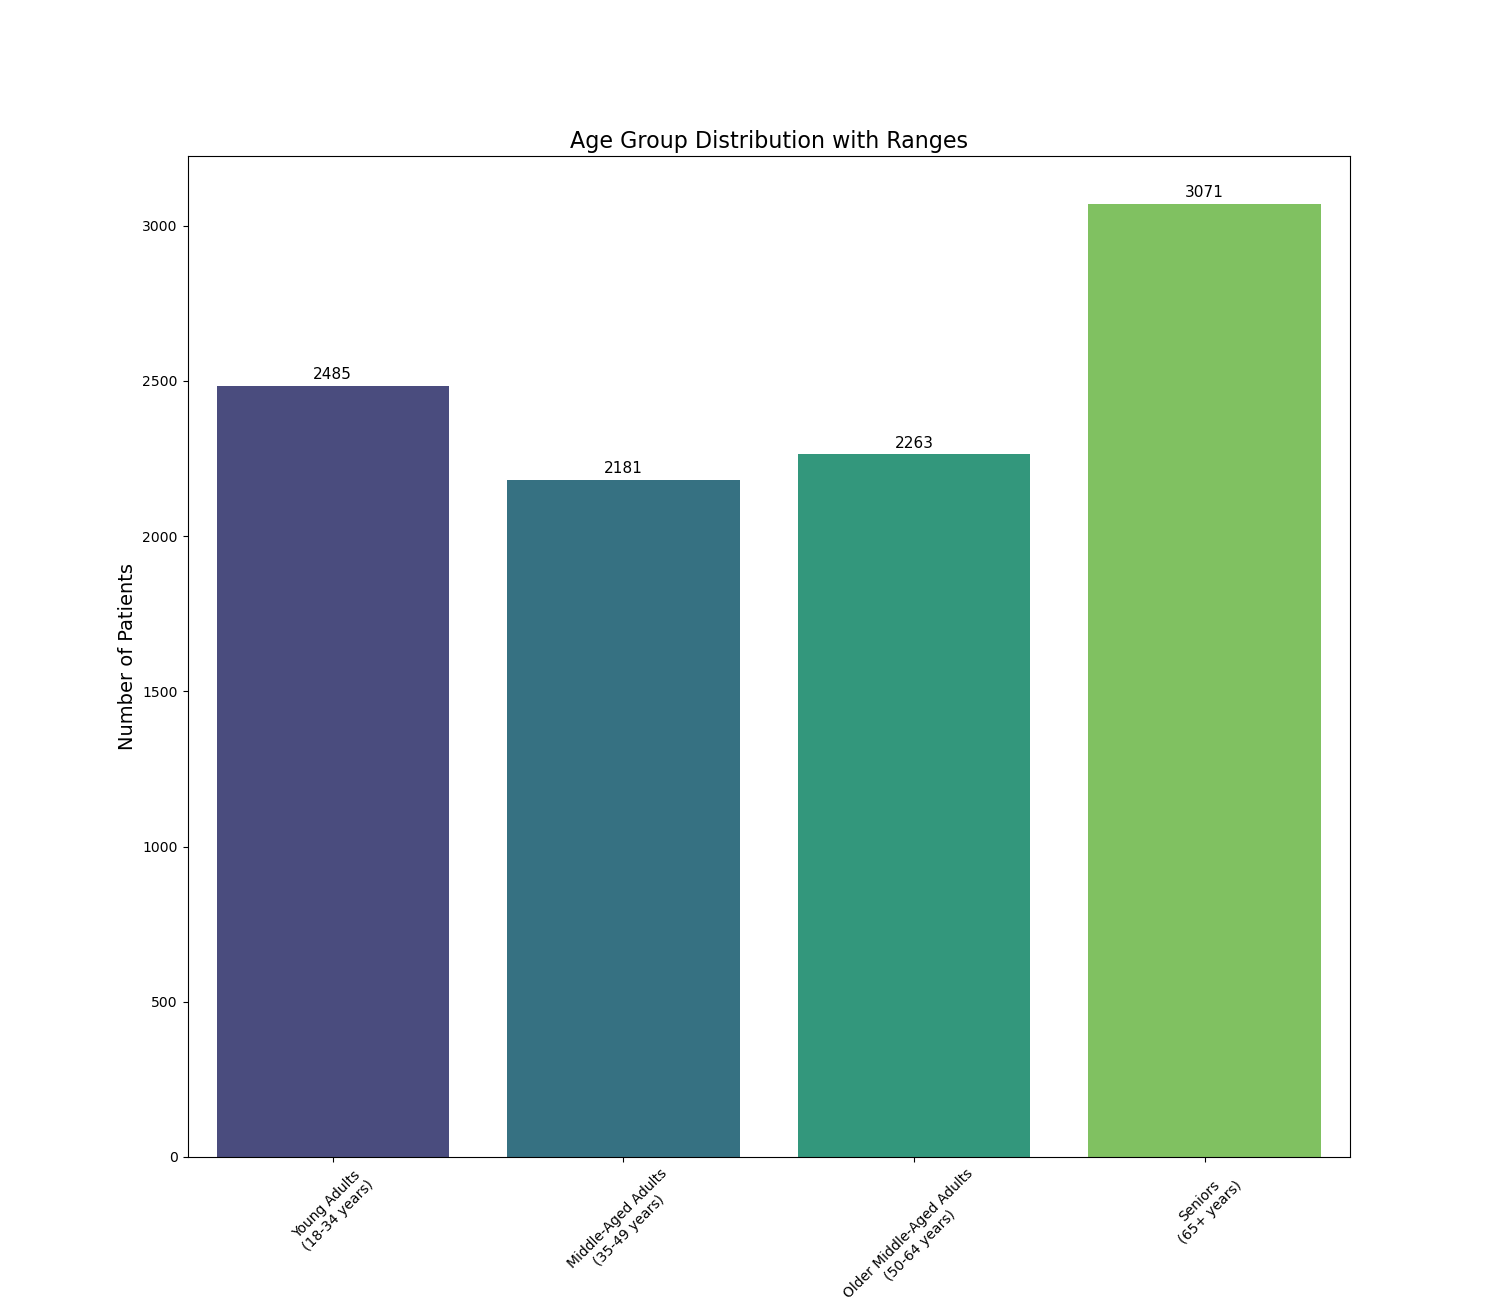 Age Group Distribution with Ranges
3071
3000
2485
2500
2263
2181
2000
Number of Patients
1500
1000
500
0
Young Adults
(18-34 years)
Middle-Aged Adults
(35-49 years)
Older Middle-Aged Adults
(50-64 years)
Seniors
(65+ years)